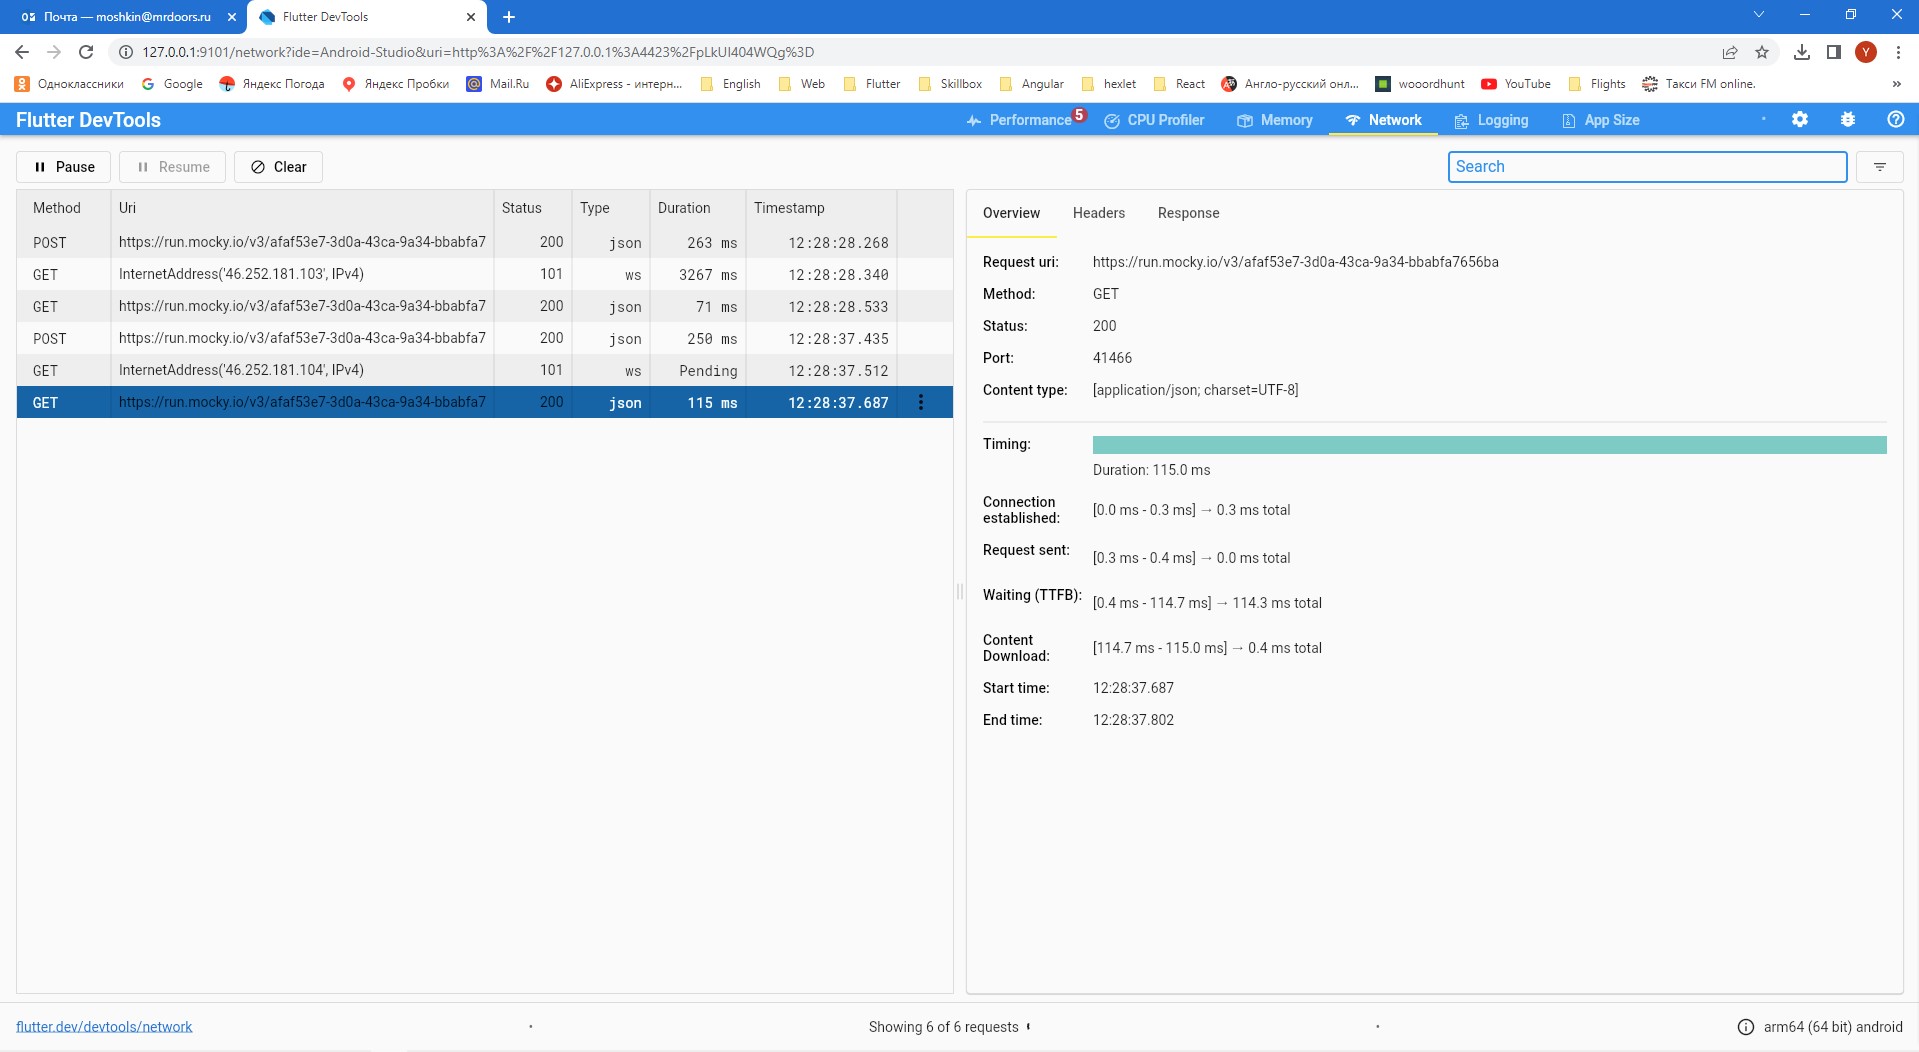 Почта — moshkin@mrdoors.ru
Flutter DevTools
127.0.0.1:9101/network?ide=Android-Studio&uri=http%3A%2F%2F127.0.0.1%3A4423%2FpLkUI404WQg%3D
Y
Одноклассники Google Яндекс Погода Яндекс Пробки Mail.Ru AliExpress - интерн... English Web Flutter Skillbox Angular hexlet React Англо-русский онл... wooordhunt YouTube Flights Такси FM online. »
Flutter DevTools
Performance 5 CPU Profiler Memory Network Logging App Size
Pause Resume Clear
Search
Method Uri Status Type Duration Timestamp
POST https://run.mocky.io/v3/afaf53e7-3d0a-43ca-9a34-bbabfa7 200 json 263 ms 12:28:28.268
GET InternetAddress('46.252.181.103', IPv4) 101 ws 3267 ms 12:28:28.340
GET https://run.mocky.io/v3/afaf53e7-3d0a-43ca-9a34-bbabfa7 200 json 71 ms 12:28:28.533
POST https://run.mocky.io/v3/afaf53e7-3d0a-43ca-9a34-bbabfa7 200 json 250 ms 12:28:37.435
GET InternetAddress('46.252.181.104', IPv4) 101 ws Pending 12:28:37.512
GET https://run.mocky.io/v3/afaf53e7-3d0a-43ca-9a34-bbabfa7 200 json 115 ms 12:28:37.687
Overview Headers Response
Request uri: https://run.mocky.io/v3/afaf53e7-3d0a-43ca-9a34-bbabfa7656ba
Method: GET
Status: 200
Port: 41466
Content type: [application/json; charset=UTF-8]
Timing:
Duration: 115.0 ms
Connection
established: [0.0 ms - 0.3 ms] → 0.3 ms total
Request sent: [0.3 ms - 0.4 ms] → 0.0 ms total
Waiting (TTFB): [0.4 ms - 114.7 ms] → 114.3 ms total
Content
Download: [114.7 ms - 115.0 ms] → 0.4 ms total
Start time: 12:28:37.687
End time: 12:28:37.802
flutter.dev/devtools/network • Showing 6 of 6 requests • arm64 (64 bit) android